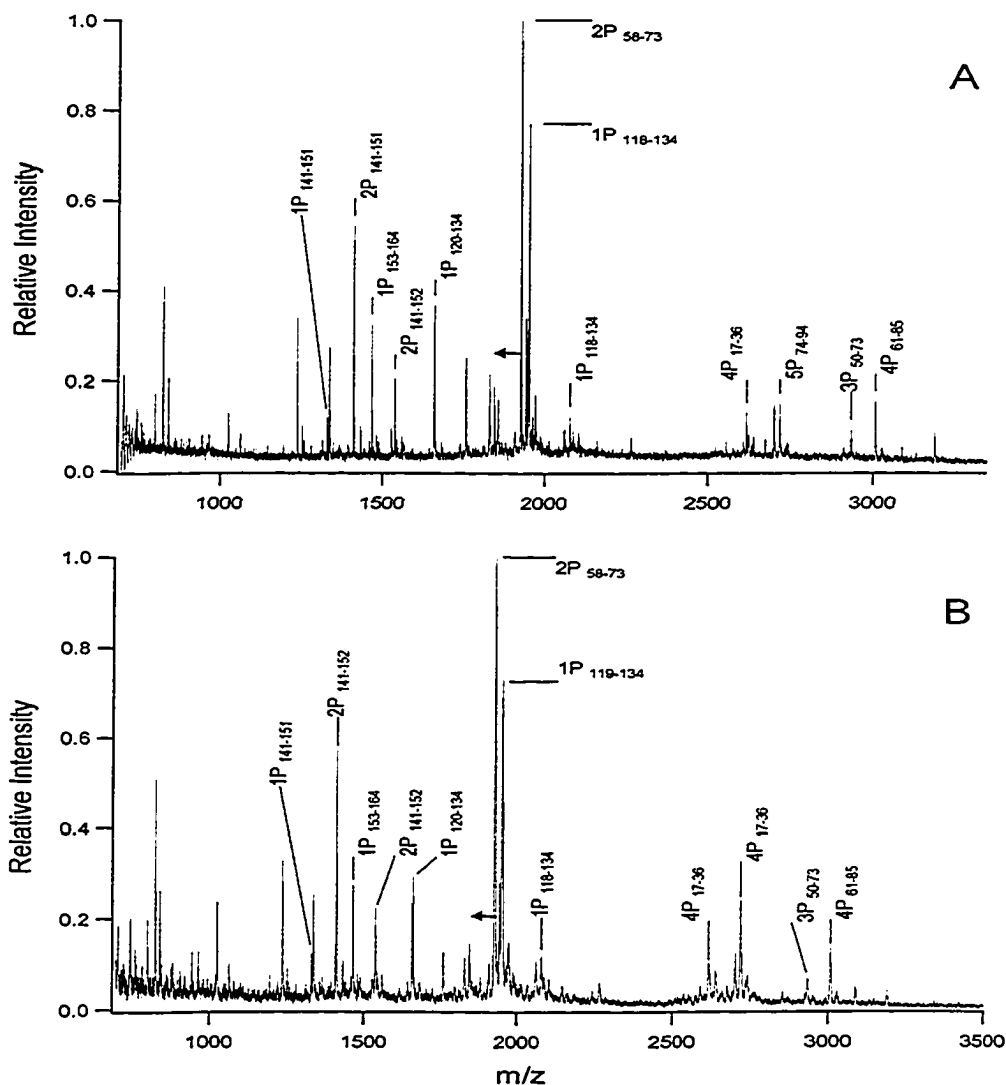 2P 58-73
A
1P 118-134
1P 141-151
2P 141-151
1P 153-164
2P 141-152
1P 120-134
1P 118-134
4P 17-36
5P 74-94
3P 50-73
4P 61-85
Relative Intensity
1.0
0.8
0.6
0.4
0.2
0.0
1000
1500
2000
2500
3000
2P 58-73
B
1P 119-134
1P 141-151
2P 141-152
1P 153-164
2P 141-152
1P 120-134
1P 118-134
4P 17-36
4P 17-36
3P 50-73
4P 61-85
Relative Intensity
1.0
0.8
0.6
0.4
0.2
0.0
1000
1500
2000
2500
3000
3500
m/z